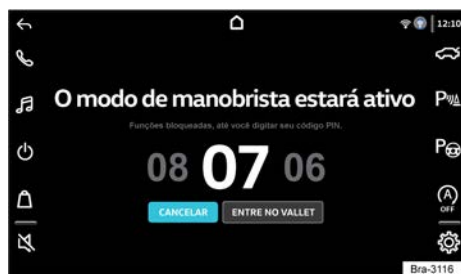 12:10
O modo de manobrista estará ativo
Funções bloqueadas, até você digitar seu código PIN.
08 07 06
CANCELAR ENTRE NO VALLET
P
P
A
OFF
Bra-3116